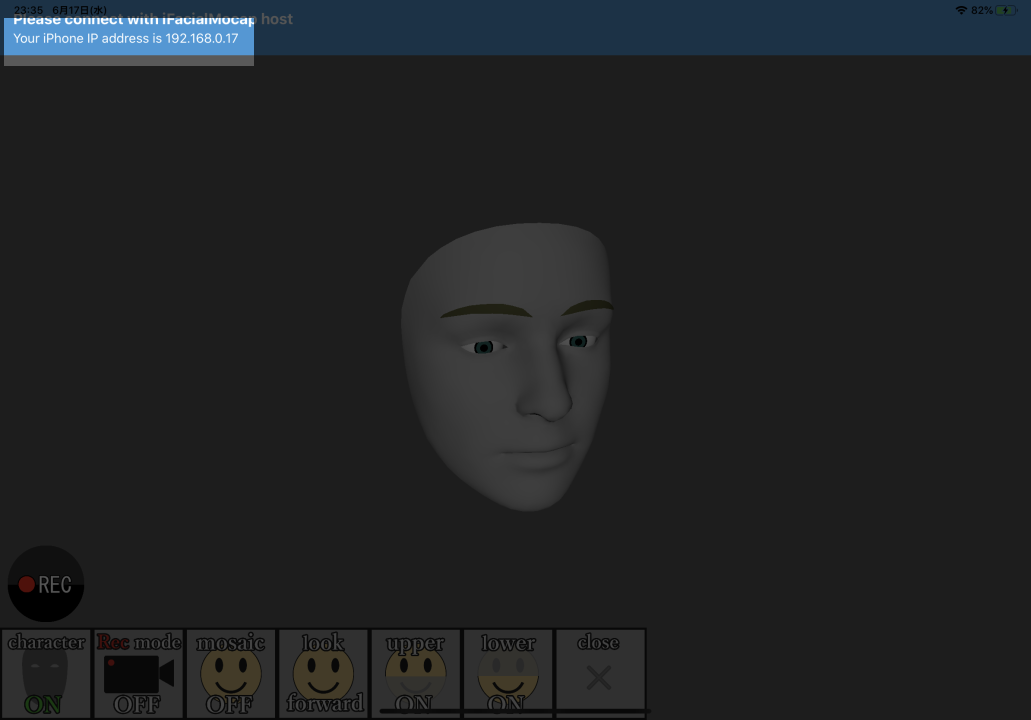 23:35 6月17日(水)
82%
Please connect with iFacialMocap host
Your iPhone IP address is 192.168.0.17
REC
character
ON
Rec mode
OFF
mosaic
OFF
look
forward
upper
ON
lower
ON
close